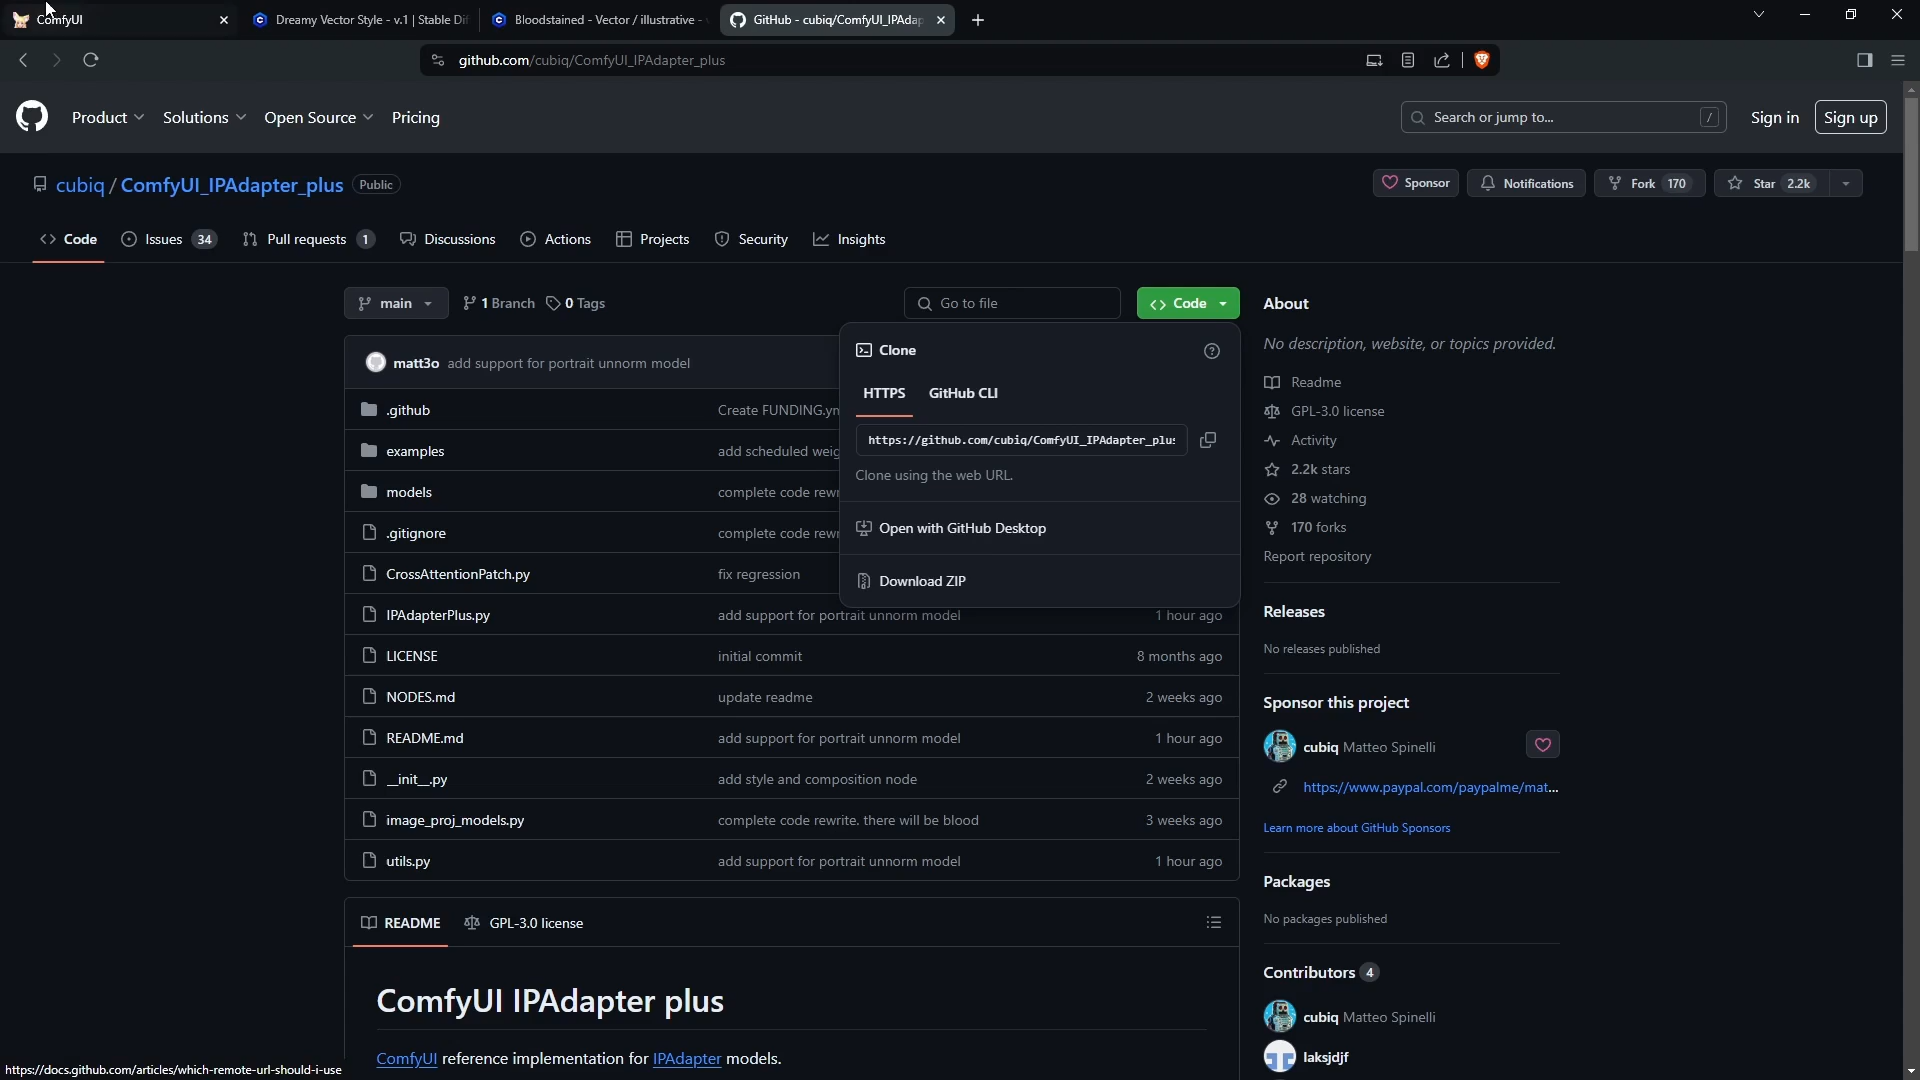 ComfyUI
Dreamy Vector Style - v.1 | Stable Dif
Bloodstained - Vector / illustrative -
GitHub - cubiq/ComfyUI_IPAdap
github.com/cubiq/ComfyUI_IPAdapter_plus
Product
Solutions
Open Source
Pricing
Search or jump to...
/
Sign in
Sign up
cubiq / ComfyUI_IPAdapter_plus
Public
Sponsor
Notifications
Fork 170
Star 2.2k
Code
Issues 34
Pull requests 1
Discussions
Actions
Projects
Security
Insights
main
1 Branch
0 Tags
Go to file
Code
Clone
HTTPS
GitHub CLI
https://github.com/cubiq/ComfyUI_IPAdapter_plus
Clone using the web URL.
Open with GitHub Desktop
Download ZIP
matt3o add support for portrait unnorm model
.github Create FUNDING.ym
examples add scheduled weig
models complete code rewr
.gitignore complete code rewr
CrossAttentionPatch.py fix regression
IPAdapterPlus.py add support for portrait unnorm model 1 hour ago
LICENSE initial commit 8 months ago
NODES.md update readme 2 weeks ago
README.md add support for portrait unnorm model 1 hour ago
__init__.py add style and composition node 2 weeks ago
image_proj_models.py complete code rewrite. there will be blood 3 weeks ago
utils.py add support for portrait unnorm model 1 hour ago
README
GPL-3.0 license
ComfyUI IPAdapter plus
ComfyUI reference implementation for IPAdapter models.
About
No description, website, or topics provided.
Readme
GPL-3.0 license
Activity
2.2k stars
28 watching
170 forks
Report repository
Releases
No releases published
Sponsor this project
cubiq Matteo Spinelli
https://www.paypal.com/paypalme/mat...
Learn more about GitHub Sponsors
Packages
No packages published
Contributors 4
cubiq Matteo Spinelli
laksjdjf
https://docs.github.com/articles/which-remote-url-should-i-use